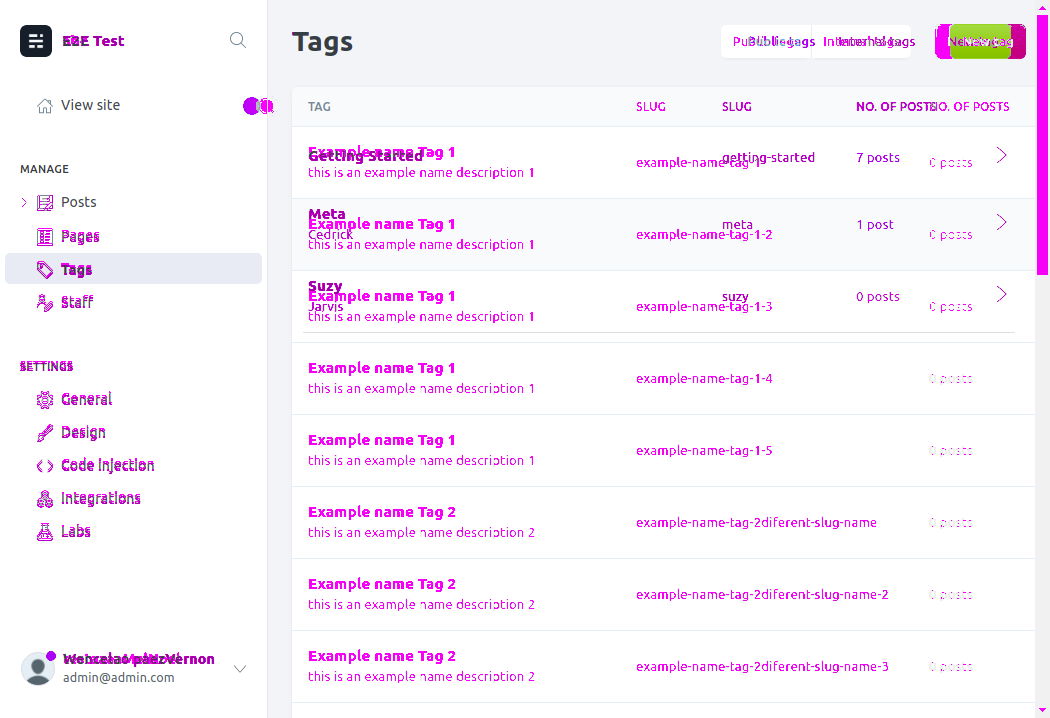 Test
View site
MANAGE
Posts
Pages
Tags
Staff
SETTINGS
General
Design
Code injection
Integrations
Labs
Vernon
admin@admin.com
Tags
TAG SLUG SLUG NO. OF POSTS NO. OF POSTS
Getting Started getting-started 7 posts
Example name Tag 1 example-name-tag-1 0 posts
this is an example name description 1
Meta meta 1 post
Example name Tag 1 example-name-tag-1-2 0 posts
Cedrick
this is an example name description 1
Suzy suzy 0 posts
Example name Tag 1 example-name-tag-1-3 0 posts
Jarvis
this is an example name description 1
Example name Tag 1 example-name-tag-1-4 0 posts
this is an example name description 1
Example name Tag 1 example-name-tag-1-5 0 posts
this is an example name description 1
Example name Tag 2 example-name-tag-2diferent-slug-name 0 posts
this is an example name description 2
Example name Tag 2 example-name-tag-2diferent-slug-name-2 0 posts
this is an example name description 2
Example name Tag 2 example-name-tag-2diferent-slug-name-3 0 posts
this is an example name description 2